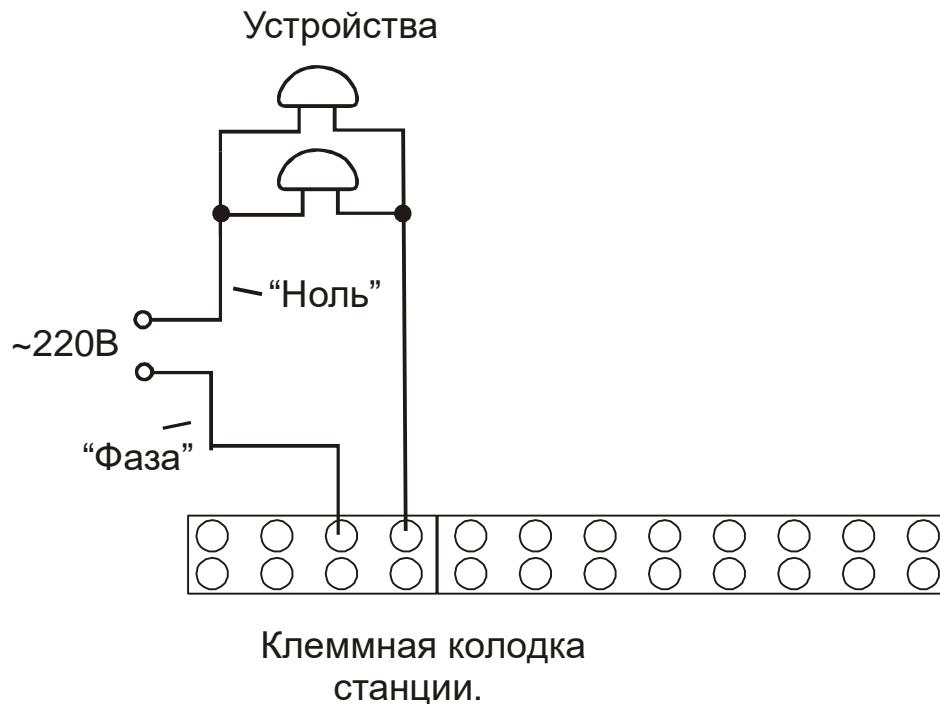 Устройства
“Ноль”
~220В
“Фаза”
Клеммная колодка
станции.